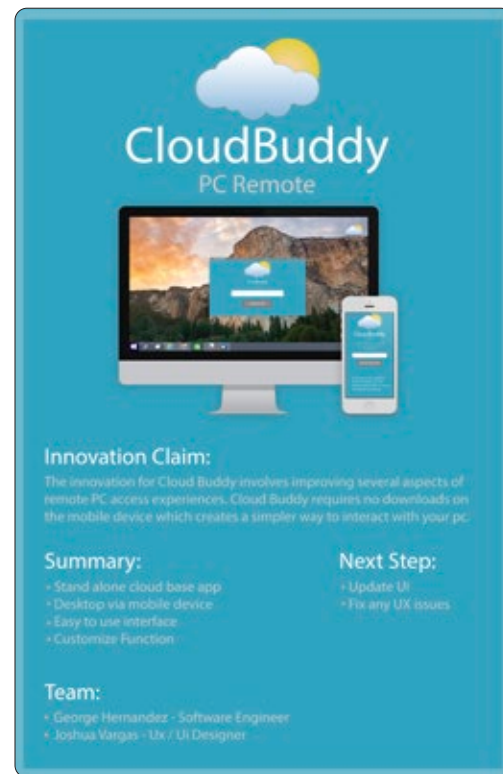 CloudBuddy
PC Remote
CloudBuddy
Innovation Claim:
The innovation for Cloud Buddy involves improving several aspects of
remote PC access experiences. Cloud Buddy requires no downloads on
the mobile device which creates a simpler way to interact with your pc.
Summary:
• Stand alone cloud base app
• Desktop via mobile device
• Easy to use interface
• Customize Function
Next Step:
• Update UI
• Fix any UX issues
Team:
• George Hernandez - Software Engineer
• Joshua Vargas - Ux / Ui Designer